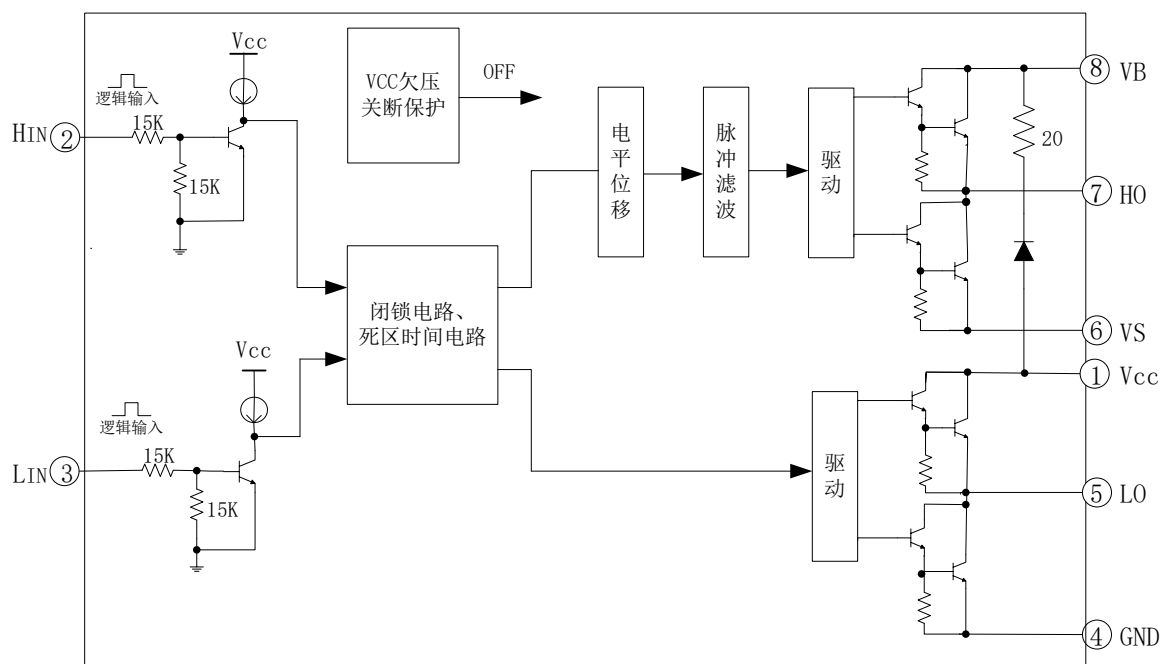 Vcc
逻辑输入
HIN
②
15K
15K
VCC欠压
关断保护
OFF
电平位移
脉冲滤波
驱动
⑧ VB
20
⑦ HO
闭锁电路、
死区时间电路
⑥ VS
Vcc
① Vcc
逻辑输入
LIN
③
15K
15K
驱动
⑤ LO
④ GND